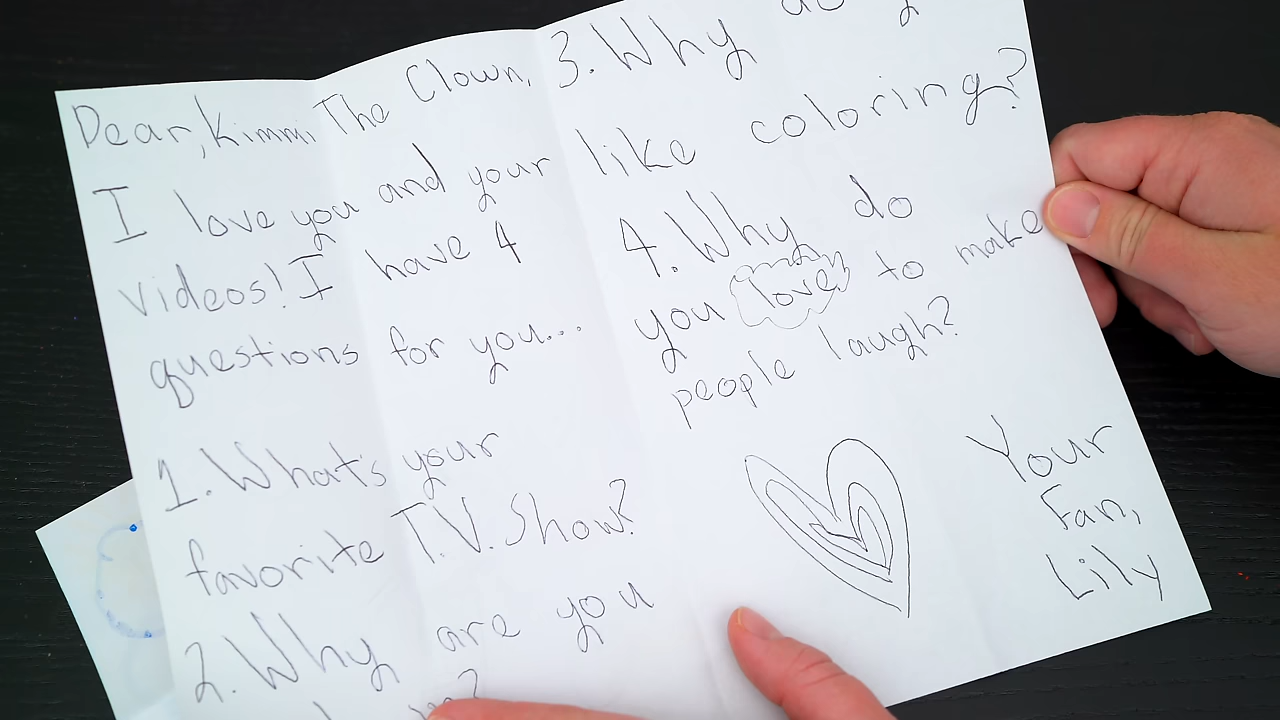 Dear, Kimmi The Clown,
I love you and your
videos! I have 4
questions for you...
1. What's your
favorite T.V. Show?
2. Why are you
3. Why do
like coloring?
4. Why do
you love to make
people laugh?
Your
Fan,
Lily